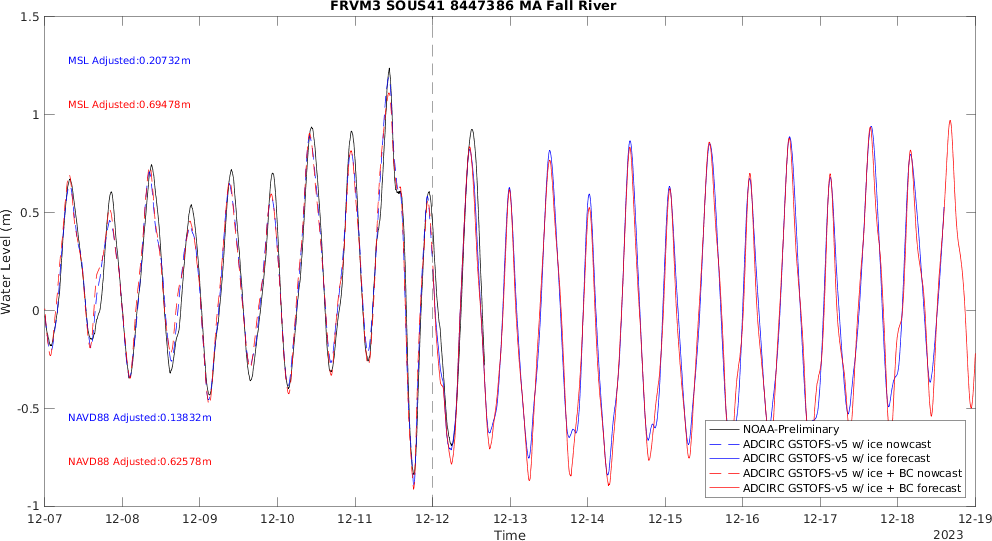 FRVM3 SOUS41 8447386 MA Fall River
1.5
1
0.5
0
-0.5
-1
Water Level (m)
MSL Adjusted:0.20732m
MSL Adjusted:0.69478m
NAVD88 Adjusted:0.13832m
NAVD88 Adjusted:0.62578m
NOAA-Preliminary
ADCIRC GSTOFS-v5 w/ ice nowcast
ADCIRC GSTOFS-v5 w/ ice forecast
ADCIRC GSTOFS-v5 w/ ice + BC nowcast
ADCIRC GSTOFS-v5 w/ ice + BC forecast
12-07 12-08 12-09 12-10 12-11 12-12 12-13 12-14 12-15 12-16 12-17 12-18 12-19
Time
2023